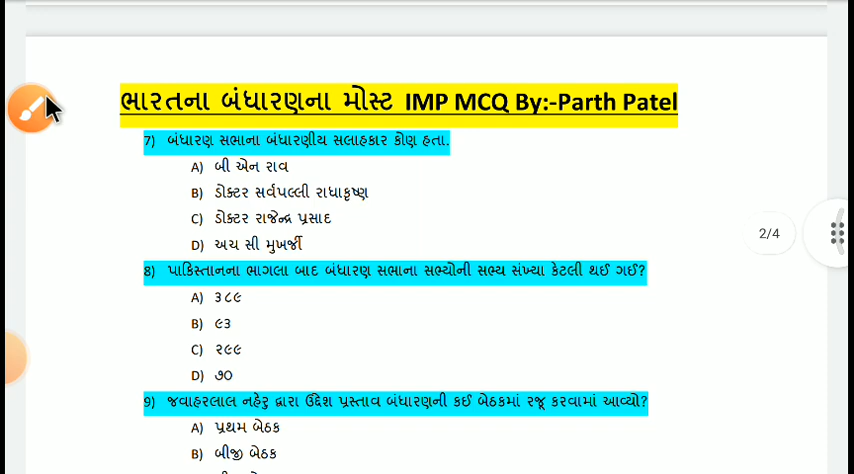 ભારતના બંધારણના મોસ્ટ IMP MCQ By:-Parth Patel
7) બંધારણ સભાના બંધારણીય સલાહકાર કોણ હતા.
A) બી એન રાવ
B) ડોક્ટર સર્વપલ્લી રાધાકૃષ્ણ
C) ડોક્ટર રાજેન્દ્ર પ્રસાદ
D) અચ સી મુખર્જી
8) પાકિસ્તાનના ભાગલા બાદ બંધારણ સભાના સભ્યોની સભ્ય સંખ્યા કેટલી થઈ ગઈ?
2/4
A) ૩૮૯
B) ૯૩
C) ૨૯૯
D) ૭૦
9) જવાહરલાલ નહેરુ દ્વારા ઉદ્દેશ પ્રસ્તાવ બંધારણની કઈ બેઠકમાં રજૂ કરવામાં આવ્યો?
A) પ્રથમ બેઠક
B) બીજી બેઠક